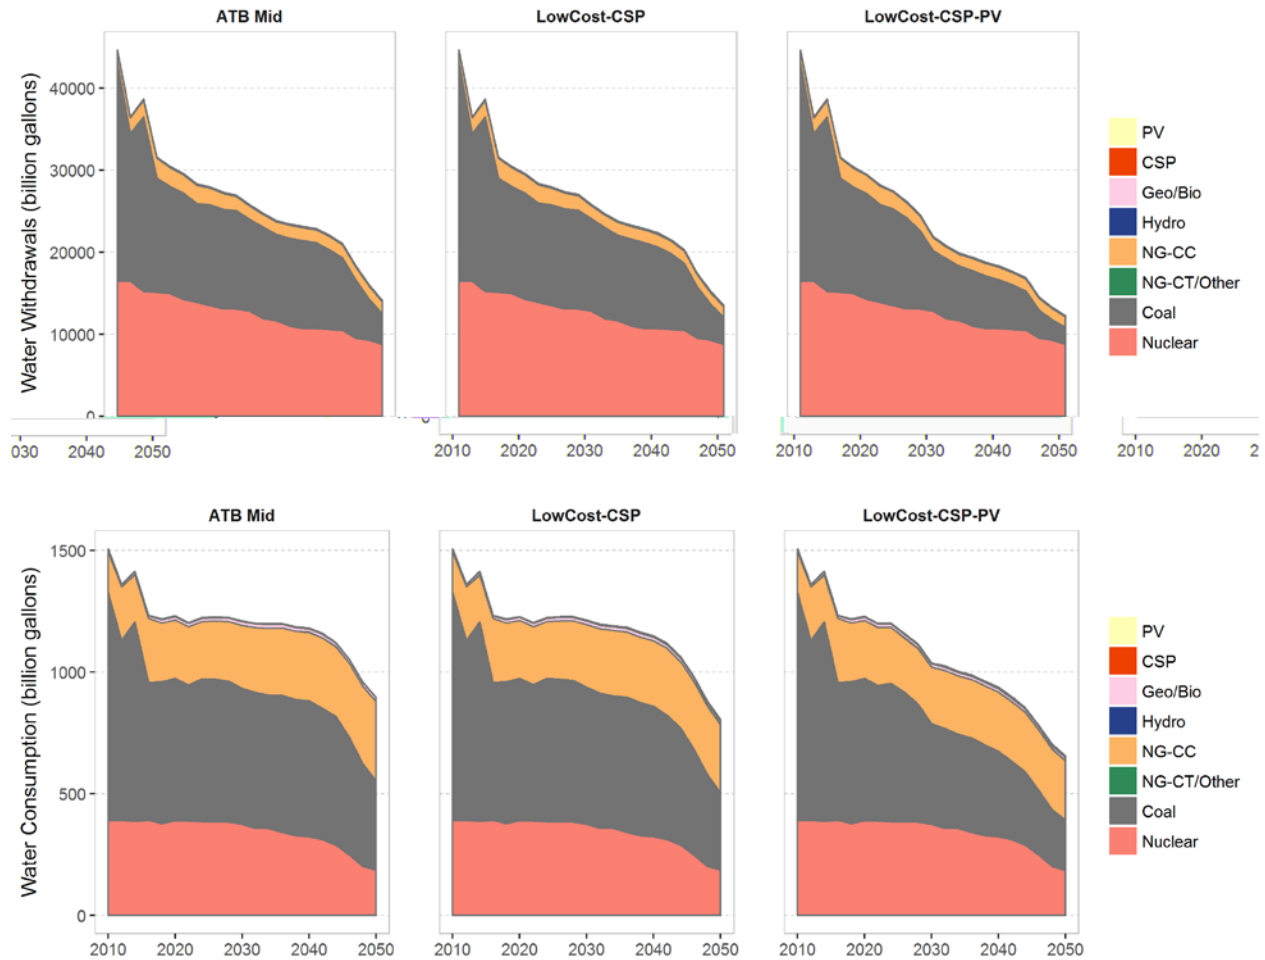 ATB Mid
LowCost-CSP
LowCost-CSP-PV
Water Withdrawals (billion gallons)
40000
30000
20000
10000
0
PV
CSP
Geo/Bio
Hydro
NG-CC
NG-CT/Other
Coal
Nuclear
030 2040 2050
2010 2020 2030 2040 2050
2010 2020 2030 2040 2050
2010 2020 2
ATB Mid
LowCost-CSP
LowCost-CSP-PV
Water Consumption (billion gallons)
1500
1000
500
0
2010 2020 2030 2040 2050
2010 2020 2030 2040 2050
2010 2020 2030 2040 2050
PV
CSP
Geo/Bio
Hydro
NG-CC
NG-CT/Other
Coal
Nuclear